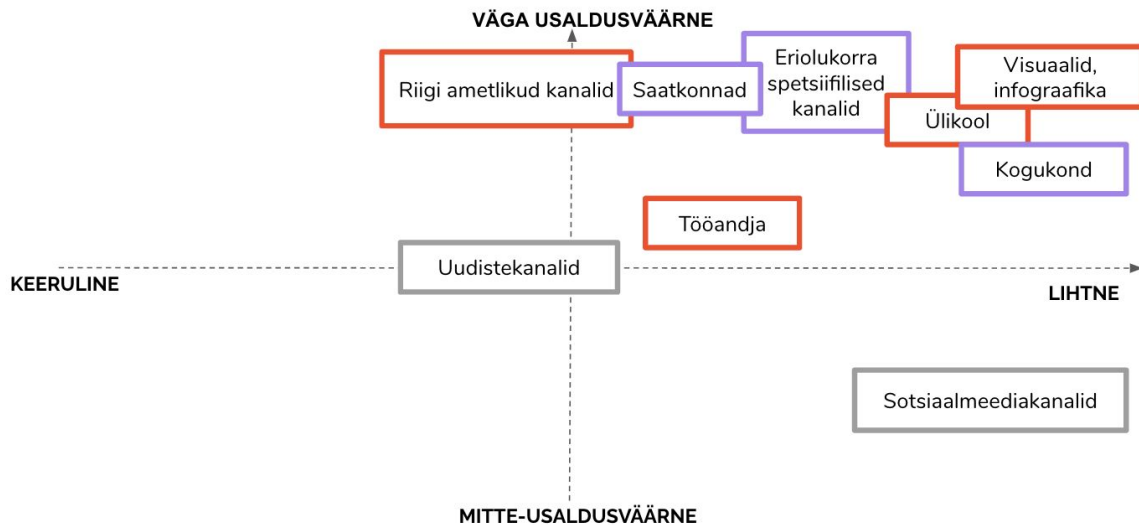 VÄGA USALDUSVÄÄRNE
Riigi ametlikud kanalid
Saatkonnad
Eriolukorra
spetsiifilised
kanalid
Visuaalid,
infograafika
Ülikool
Kogukond
Tööandja
Uudistekanalid
KEERULINE
LIHTNE
Sotsiaalmeediakanalid
MITTE-USALDUSVÄÄRNE